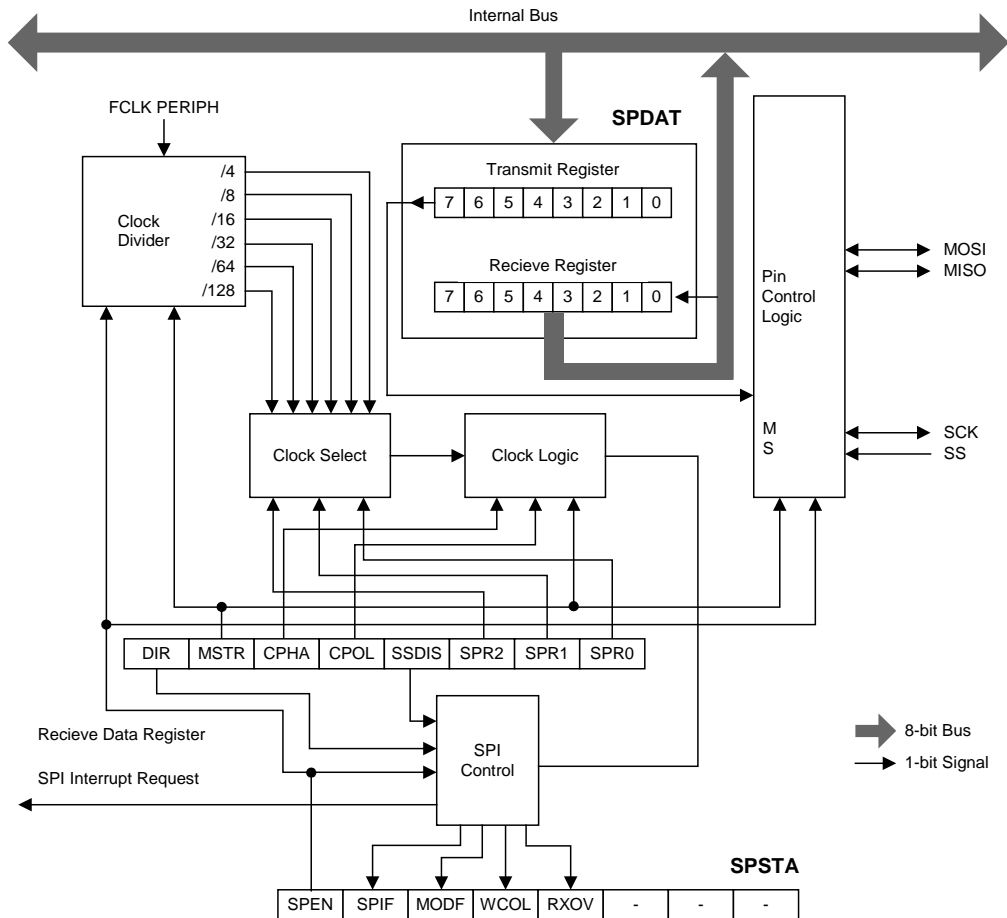 Internal Bus
FCLK PERIPH
SPDAT
/4
/8
/16
/32
/64
/128
Clock
Divider
Transmit Register
7 6 5 4 3 2 1 0
Recieve Register
7 6 5 4 3 2 1 0
Pin
Control
Logic
M
S
MOSI
MISO
SCK
SS
Clock Select
Clock Logic
DIR MSTR CPHA CPOL SSDIS SPR2 SPR1 SPR0
Recieve Data Register
SPI Interrupt Request
SPI
Control
8-bit Bus
1-bit Signal
SPSTA
SPEN SPIF MODF WCOL RXOV - - -